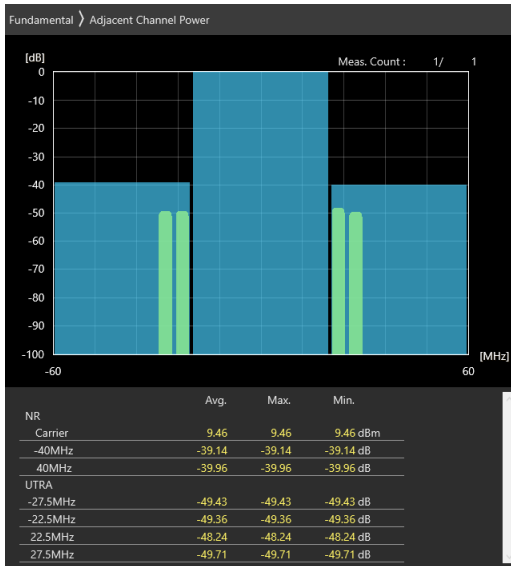 Fundamental 〉 Adjacent Channel Power
[dB]
Meas. Count : 1/ 1
0
-10
-20
-30
-40
-50
-60
-70
-80
-90
-100
[MHz]
-60 60
Avg. Max. Min.
NR
Carrier 9.46 9.46 9.46 dBm
-40MHz -39.14 -39.14 -39.14 dB
40MHz -39.96 -39.96 -39.96 dB
UTRA
-27.5MHz -49.43 -49.43 -49.43 dB
-22.5MHz -49.36 -49.36 -49.36 dB
22.5MHz -48.24 -48.24 -48.24 dB
27.5MHz -49.71 -49.71 -49.71 dB